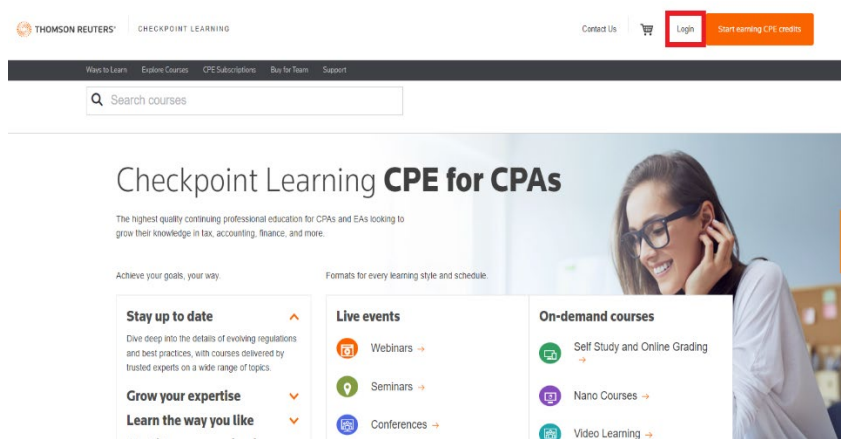 THOMSON REUTERS®
CHECKPOINT LEARNING
Contact Us
Login
Start earning CPE credits
Ways to Learn
Explore Courses
CPE Subscriptions
Buy for Team
Support
Search courses
Checkpoint Learning CPE for CPAs
The highest quality continuing professional education for CPAs and EAs looking to
grow their knowledge in tax, accounting, finance, and more.
Achieve your goals, your way.
Formats for every learning style and schedule.
Stay up to date
Dive deep into the details of evolving regulations
and best practices, with courses delivered by
trusted experts on a wide range of topics.
Grow your expertise
Learn the way you like
Live events
Webinars →
Seminars →
Conferences →
On-demand courses
Self Study and Online Grading
→
Nano Courses →
Video Learning →